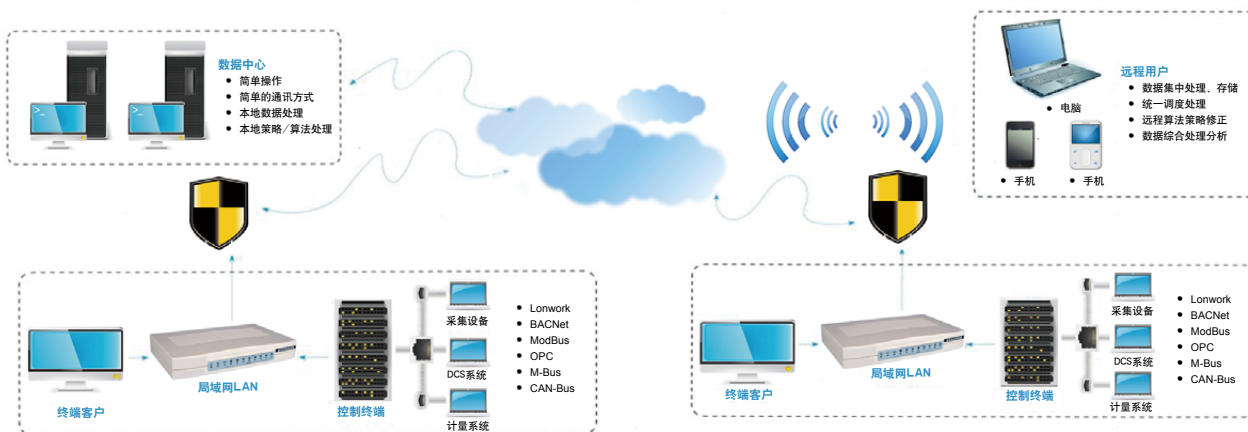 数据中心
简单操作
简单的通讯方式
本地数据处理
本地策略/算法处理
远程用户
数据集中处理、存储
统一调度处理
远程算法策略修正
数据综合处理分析
电脑
手机
手机
终端客户
局域网LAN
控制终端
采集设备
DCS系统
计量系统
Lonwork
BACNet
ModBus
OPC
M-Bus
CAN-Bus
终端客户
局域网LAN
控制终端
采集设备
DCS系统
计量系统
Lonwork
BACNet
ModBus
OPC
M-Bus
CAN-Bus